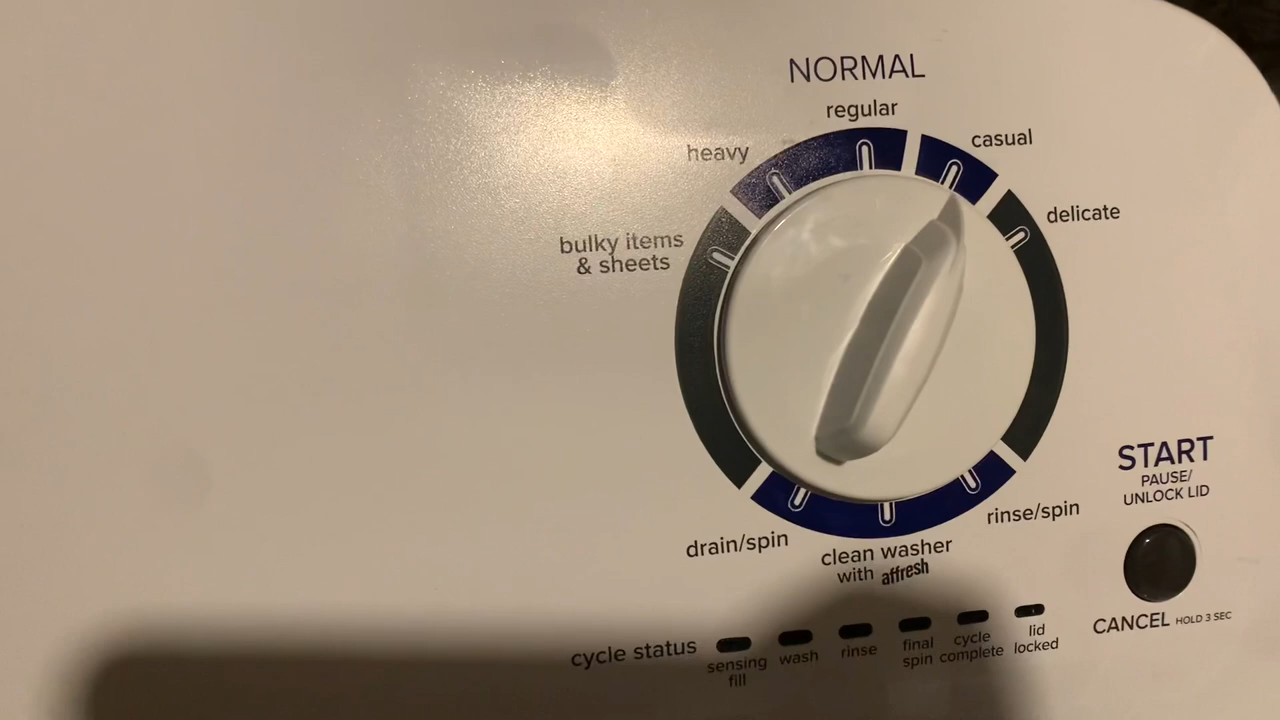 NORMAL
regular
heavy
casual
delicate
bulky items
& sheets
START
PAUSE/
UNLOCK LID
rinse/spin
drain/spin
clean washer
with affresh
CANCEL HOLD 3 SEC
cycle status
sensing
fill
wash
rinse
final
spin
cycle
complete
lid
locked